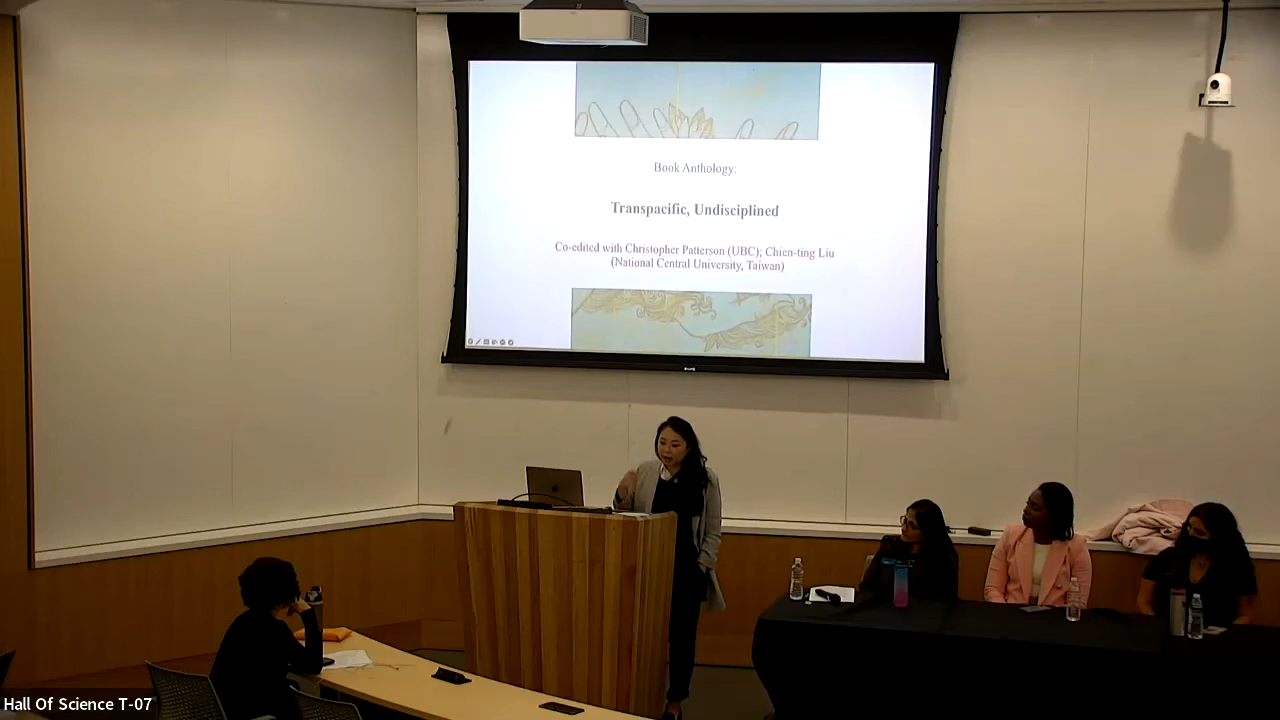 Book Anthology:
Transpacific, Undisciplined
Co-edited with Christopher Patterson (UBC); Chien-ting Liu
(National Central University, Taiwan)
Hall Of Science T-07